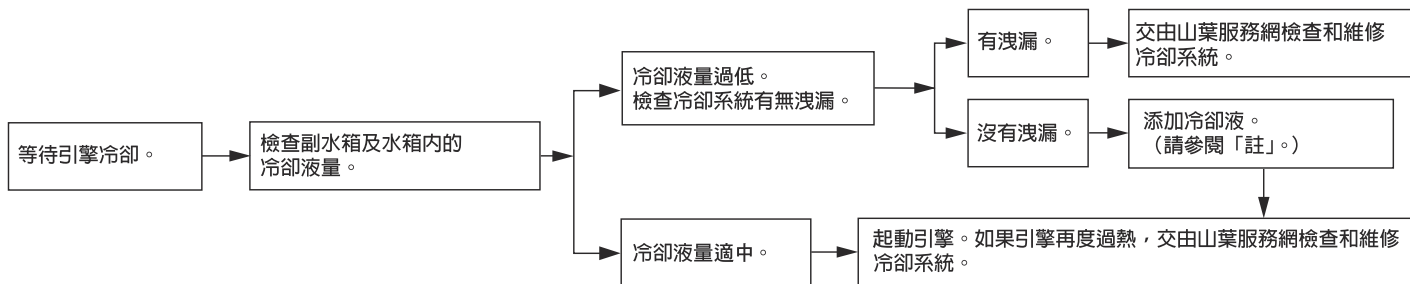 等待引擎冷卻。
檢查副水箱及水箱内的
冷卻液量。
冷卻液量過低。
檢查冷卻系統有無洩漏。
有洩漏。
交由山葉服務網檢查和維修
冷卻系統。
沒有洩漏。
添加冷卻液。
（請參閱「註」。）
冷卻液量適中。
起動引擎。如果引擎再度過熱，交由山葉服務網檢查和維修
冷卻系統。